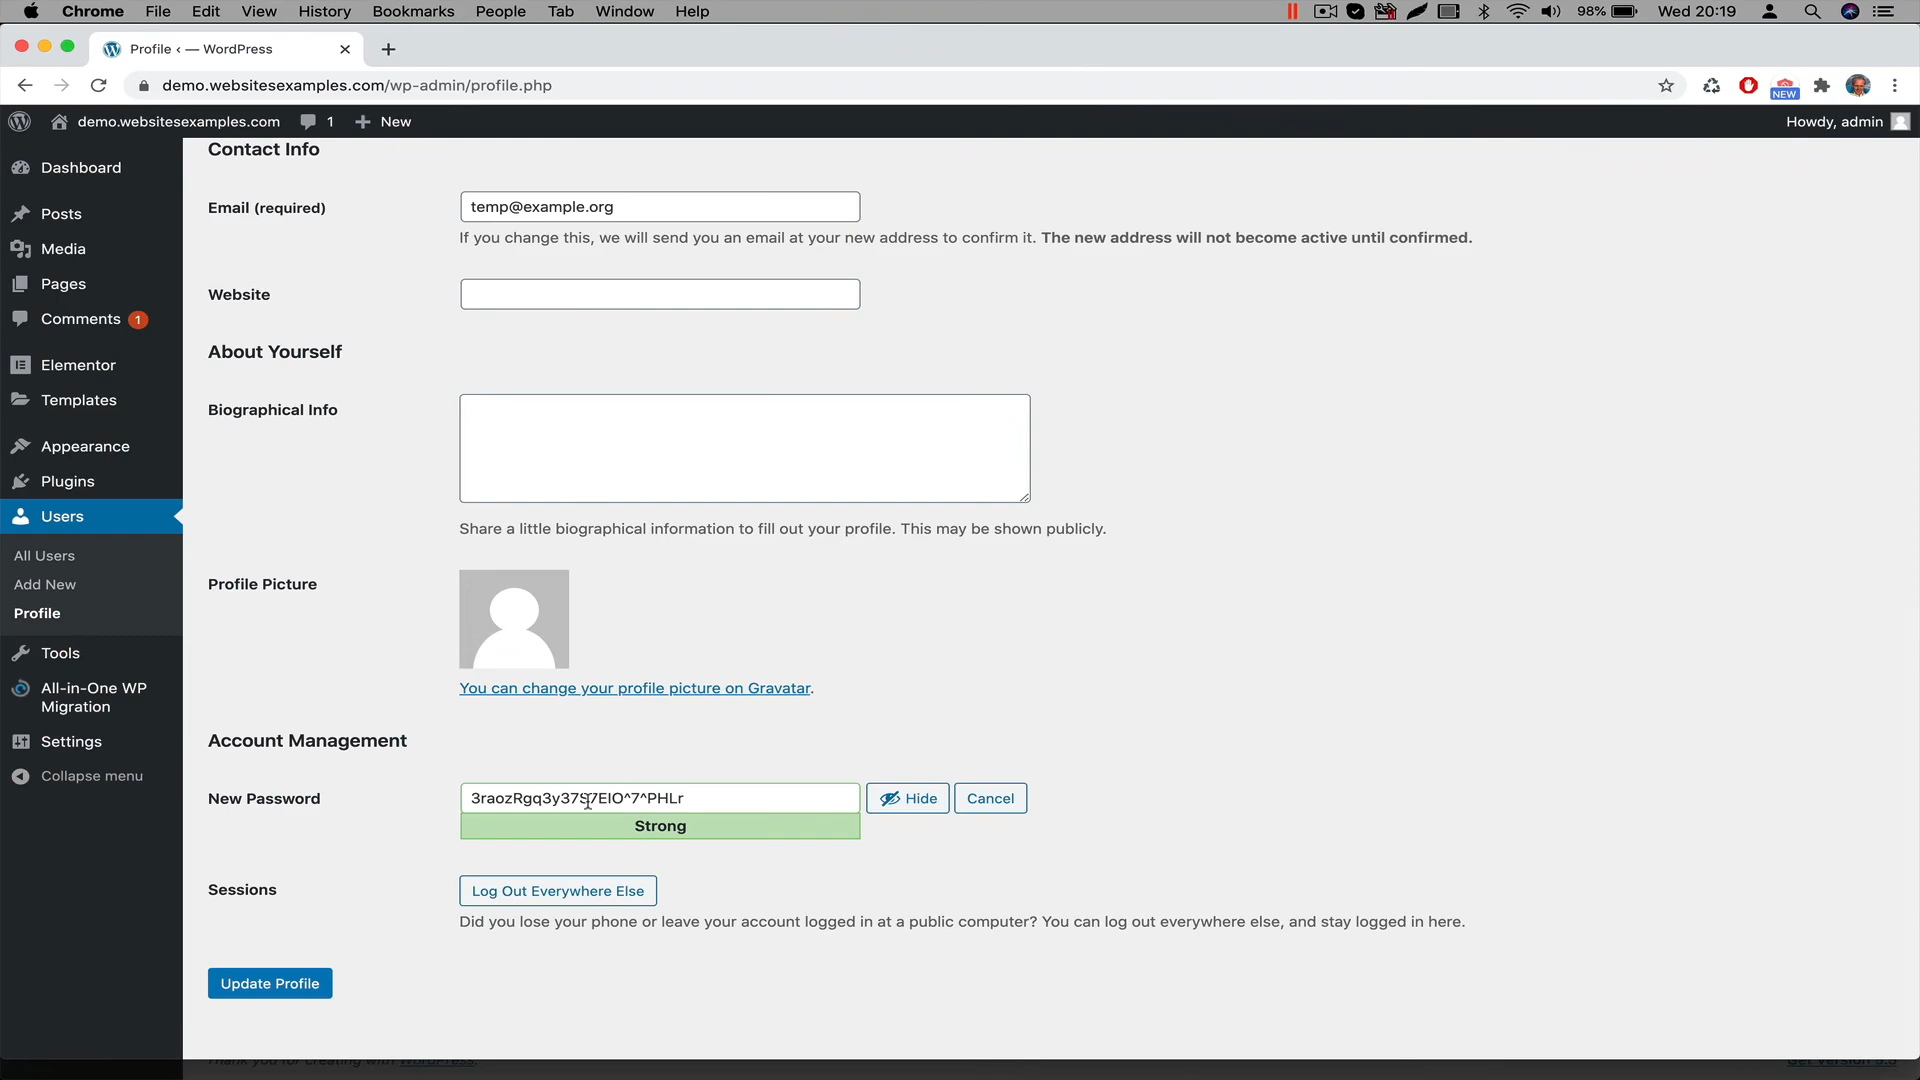 Chrome File Edit View History Bookmarks People Tab Window Help 98% Wed 20:19
Profile ‹ — WordPress
demo.websitesexamples.com/wp-admin/profile.php
NEW
demo.websitesexamples.com 1 New Howdy, admin
Dashboard
Posts
Media
Pages
Comments 1
Elementor
Templates
Appearance
Plugins
Users
All Users
Add New
Profile
Tools
All-in-One WP
Migration
Settings
Collapse menu
Contact Info
Email (required) temp@example.org
If you change this, we will send you an email at your new address to confirm it. The new address will not become active until confirmed.
Website
About Yourself
Biographical Info
Share a little biographical information to fill out your profile. This may be shown publicly.
Profile Picture
You can change your profile picture on Gravatar.
Account Management
New Password Hide Cancel
Strong
Sessions Log Out Everywhere Else
Did you lose your phone or leave your account logged in at a public computer? You can log out everywhere else, and stay logged in here.
Update Profile
Thank you for creating with WordPress.